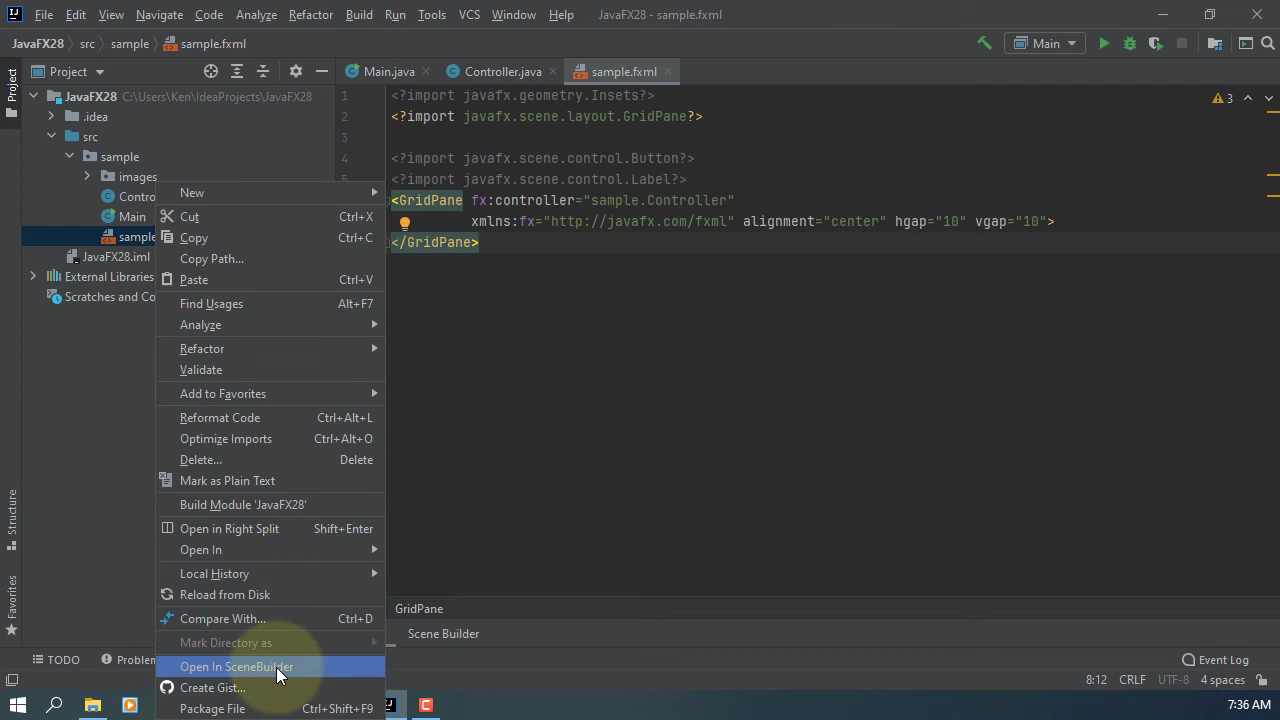 File Edit View Navigate Code Analyze Refactor Build Run Tools VCS Window Help JavaFX28 - sample.fxml
JavaFX28 src sample sample.fxml Main
Project Main.java Controller.java sample.fxml
Project
JavaFX28 C:\Users\Ken\IdeaProjects\JavaFX28
.idea
src
sample
images
Contro
Main
sample
JavaFX28.iml
External Libraries
Scratches and Co
1 <?import javafx.geometry.Insets?>
2 <?import javafx.scene.layout.GridPane?>
3
4 <?import javafx.scene.control.Button?>
5 <?import javafx.scene.control.Label?>
<GridPane fx:controller="sample.Controller"
xmlns:fx="http://javafx.com/fxml" alignment="center" hgap="10" vgap="10">
</GridPane>
3
New
Cut Ctrl+X
Copy Ctrl+C
Copy Path...
Paste Ctrl+V
Find Usages Alt+F7
Analyze
Refactor
Validate
Add to Favorites
Reformat Code Ctrl+Alt+L
Optimize Imports Ctrl+Alt+O
Delete... Delete
Mark as Plain Text
Build Module 'JavaFX28'
Open in Right Split Shift+Enter
Open In
Local History
Reload from Disk
Compare With... Ctrl+D
Mark Directory as
Open In SceneBuilder
Create Gist...
Package File Ctrl+Shift+F9
Structure
Favorites
GridPane
Scene Builder
TODO Problem Event Log
8:12 CRLF UTF-8 4 spaces
7:36 AM